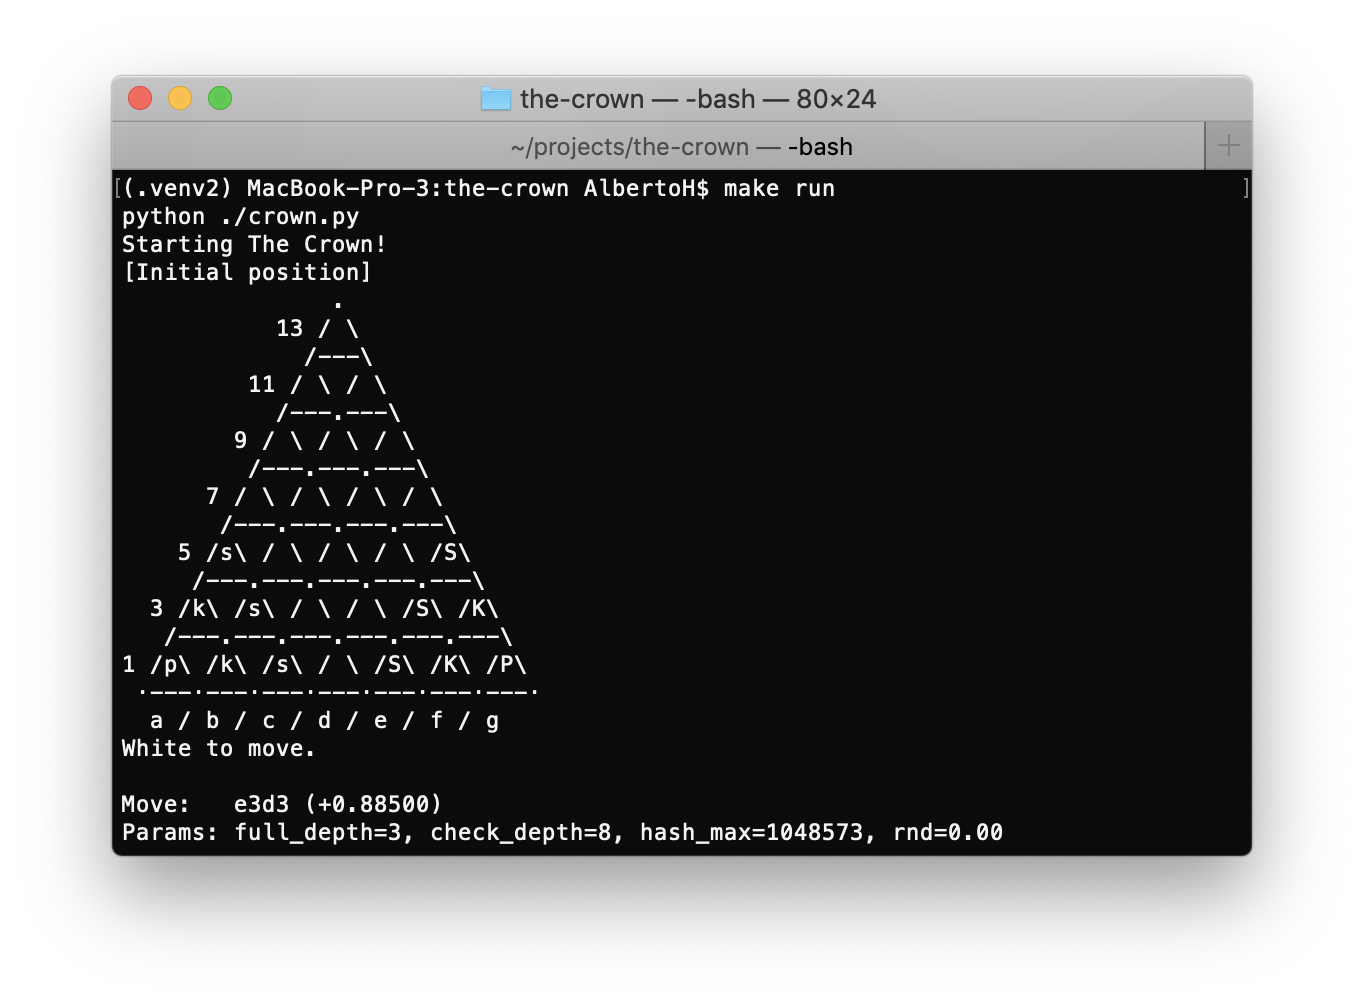 the-crown — -bash — 80×24
~/projects/the-crown — -bash
[(.venv2) MacBook-Pro-3:the-crown AlbertoH$ make run ]
python ./crown.py
Starting The Crown!
[Initial position]
               .
           13 / \
             /---\
         11 / \ / \
           /---.---\
        9 / \ / \ / \
         /---.---.---\
      7 / \ / \ / \ / \
       /---.---.---.---\
    5 /s\ / \ / \ / \ /S\
     /---.---.---.---.---\
  3 /k\ /s\ / \ / \ /S\ /K\
   /---.---.---.---.---.---\
1 /p\ /k\ /s\ / \ /S\ /K\ /P\
 ·---·---·---·---·---·---·---·
  a / b / c / d / e / f / g
White to move.
Move:   e3d3 (+0.88500)
Params: full_depth=3, check_depth=8, hash_max=1048573, rnd=0.00